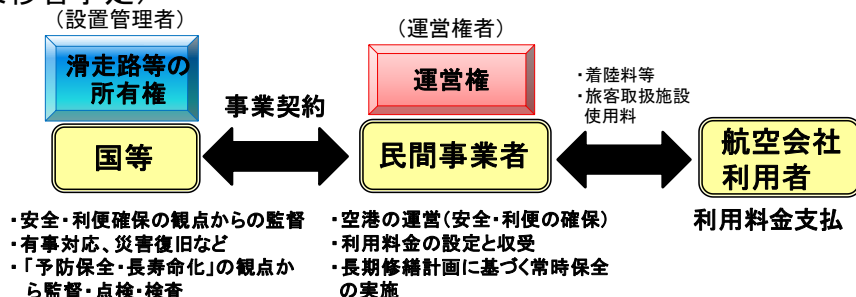 （設置管理者）
滑走路等の
所有権
国等
・安全・利便確保の観点からの監督
・有事対応、災害復旧など
・「予防保全・長寿命化」の観点か
ら監督・点検・検査
事業契約
（運営権者）
運営権
民間事業者
・空港の運営（安全・利便の確保）
・利用料金の設定と収受
・長期修繕計画に基づく常時保全
の実施
・着陸料等
・旅客取扱施設
使用料
航空会社
利用者
利用料金支払